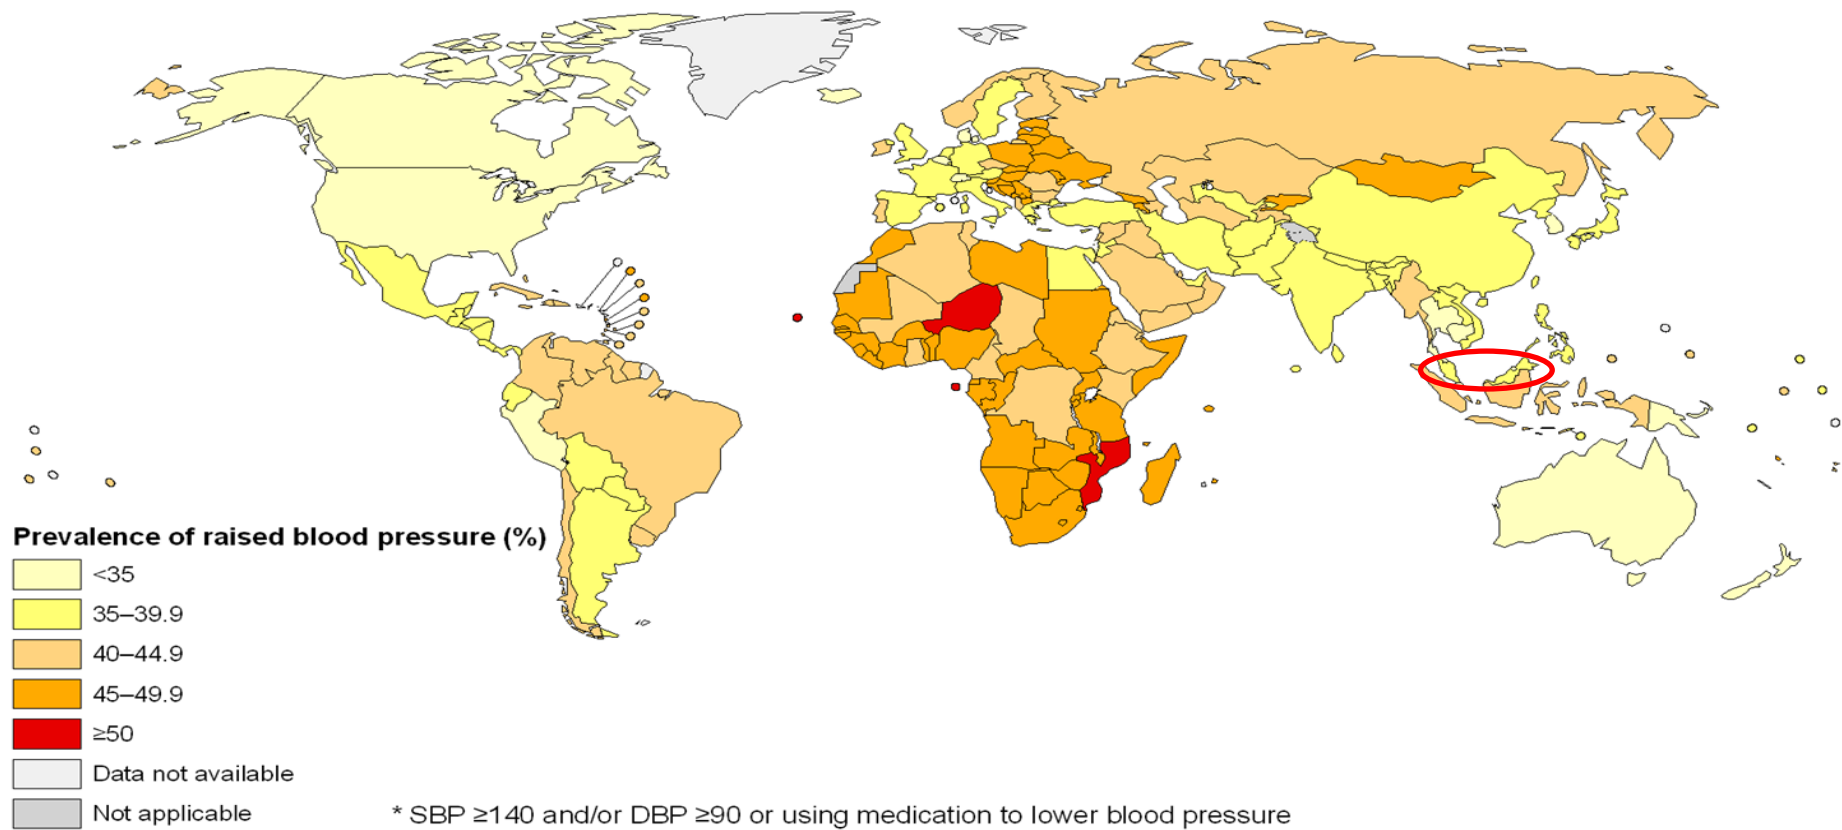 Prevalence of raised blood pressure (%)
<35
35–39.9
40–44.9
45–49.9
≥50
Data not available
Not applicable
* SBP ≥140 and/or DBP ≥90 or using medication to lower blood pressure